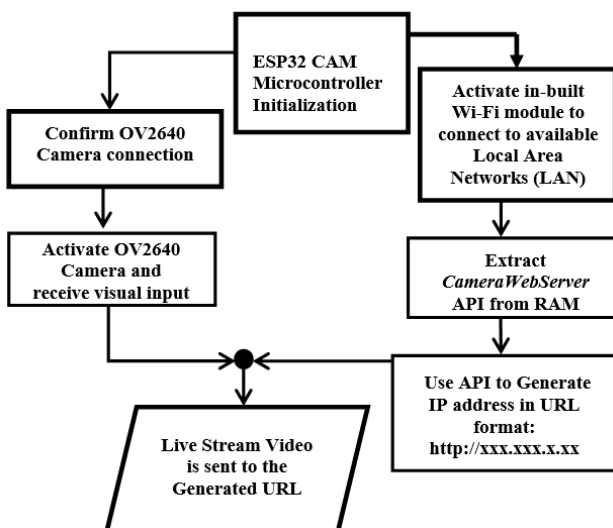 ESP32 CAM
Microcontroller
Initialization
Confirm OV2640
Camera connection
Activate OV2640
Camera and
receive visual input
Activate in-built
Wi-Fi module to
connect to available
Local Area
Networks (LAN)
Extract
CameraWebServer
API from RAM
Use API to Generate
IP address in URL
format:
http://xxx.xxx.x.xx
Live Stream Video
is sent to the
Generated URL